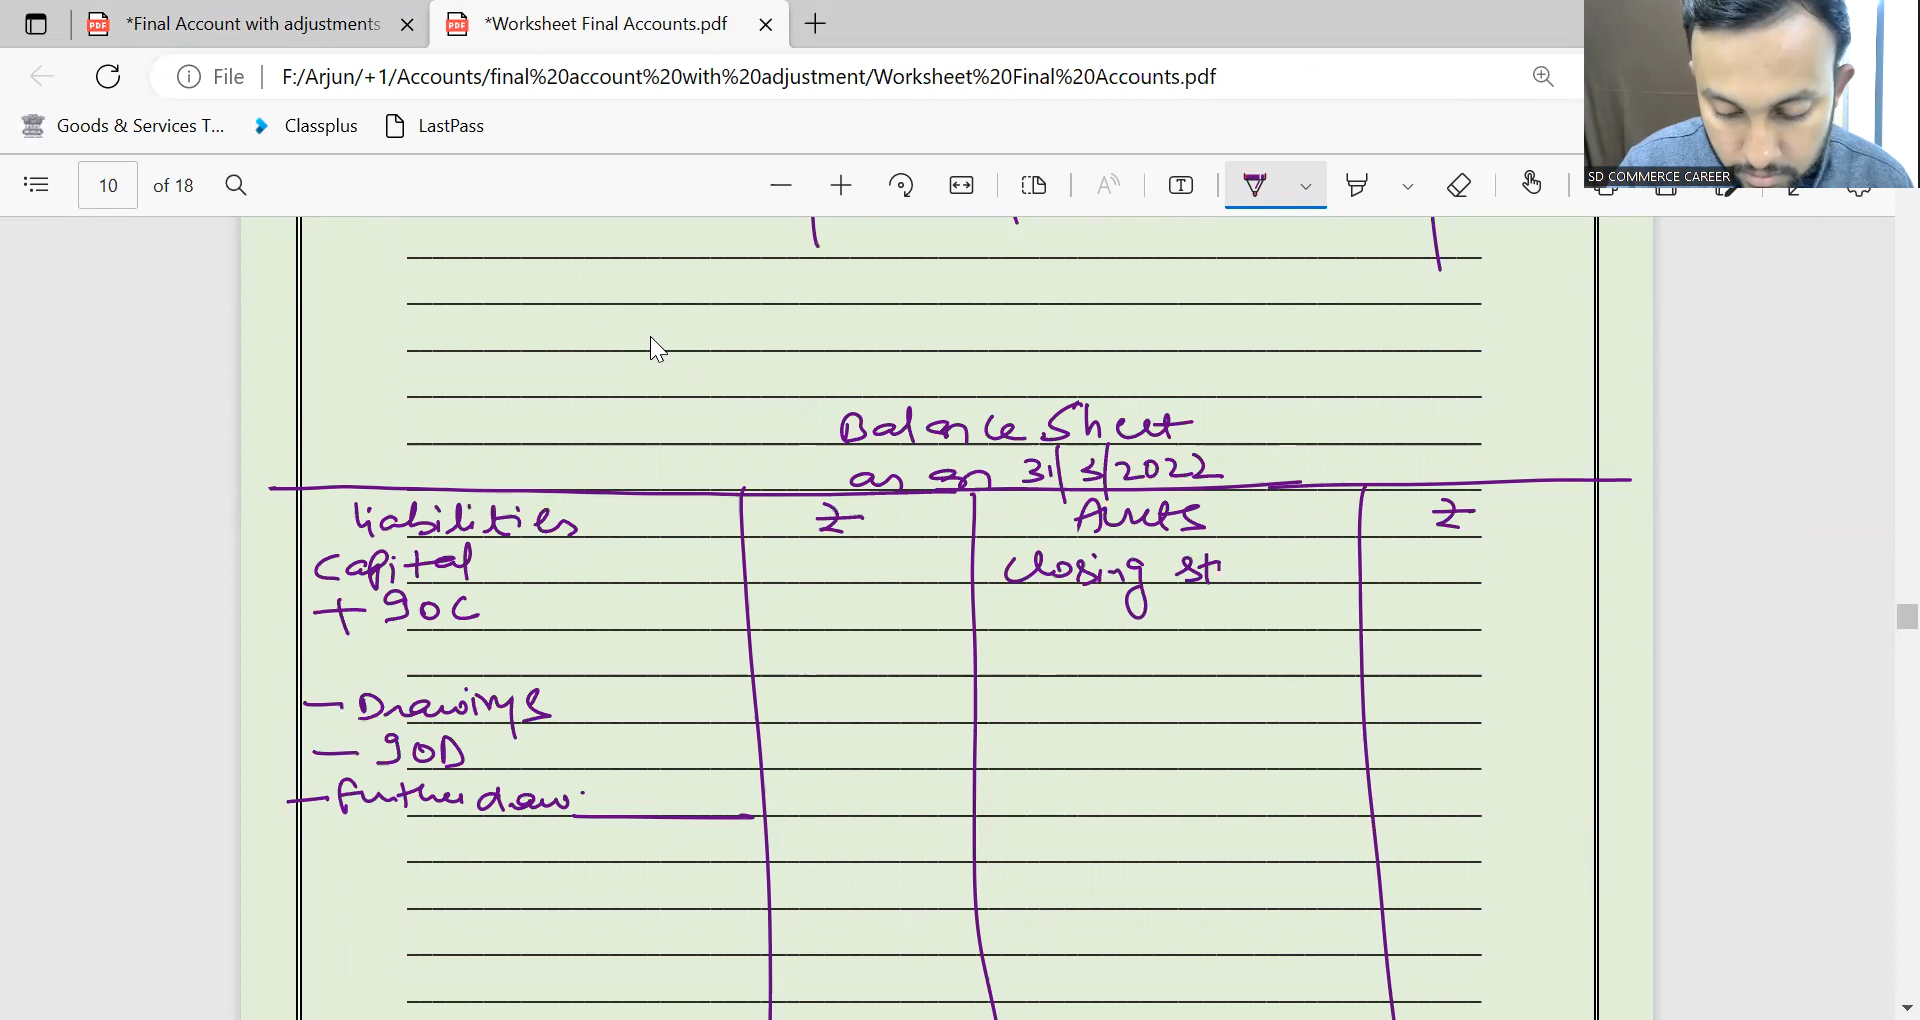 *Final Account with adjustments
*Worksheet Final Accounts.pdf
File
F:/Arjun/+1/Accounts/final%20account%20with%20adjustment/Worksheet%20Final%20Accounts.pdf
Goods & Services T...
Classplus
LastPass
10 of 18
SD COMMERCE CAREER
Balance Sheet
as on 31/3/2022
Liabilities
₹
Assets
₹
Capital
+ IOC
— Drawings
— IOD
— further draw.
Closing st